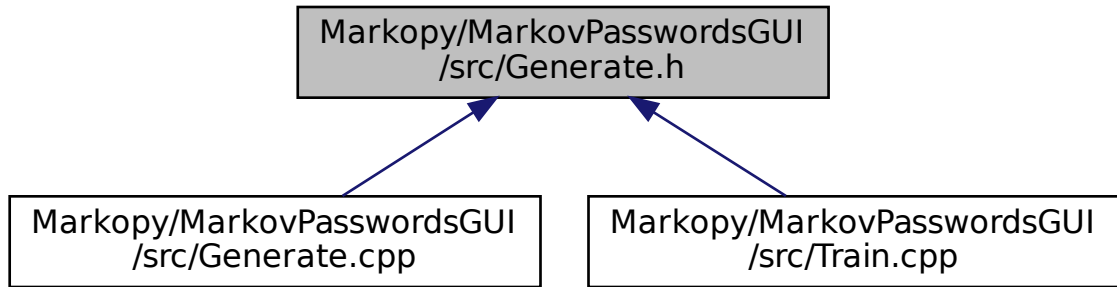 Markopy/MarkovPasswordsGUI
/src/Generate.h
Markopy/MarkovPasswordsGUI
/src/Generate.cpp
Markopy/MarkovPasswordsGUI
/src/Train.cpp